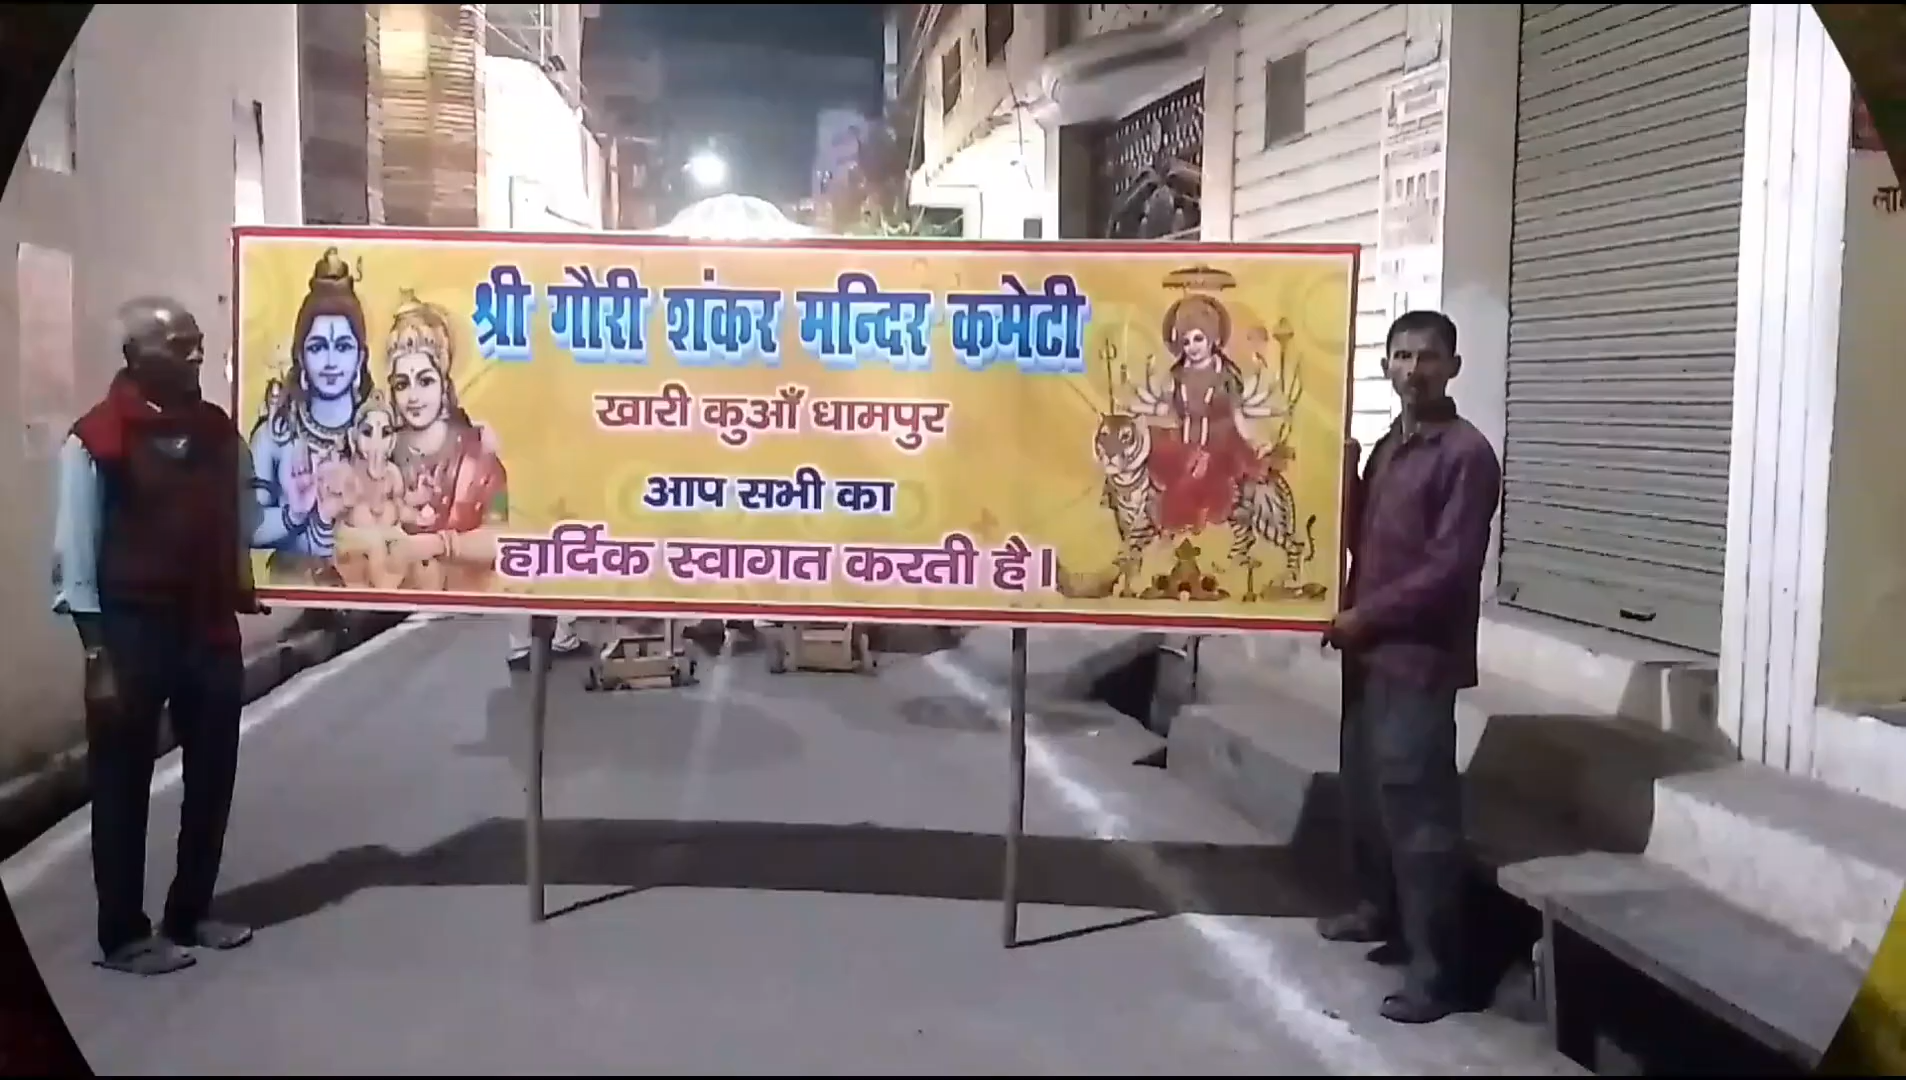 श्री गौरी शंकर मन्दिर कमेटी
खारी कुआँ धामपुर
आप सभी का
हार्दिक स्वागत करती है।